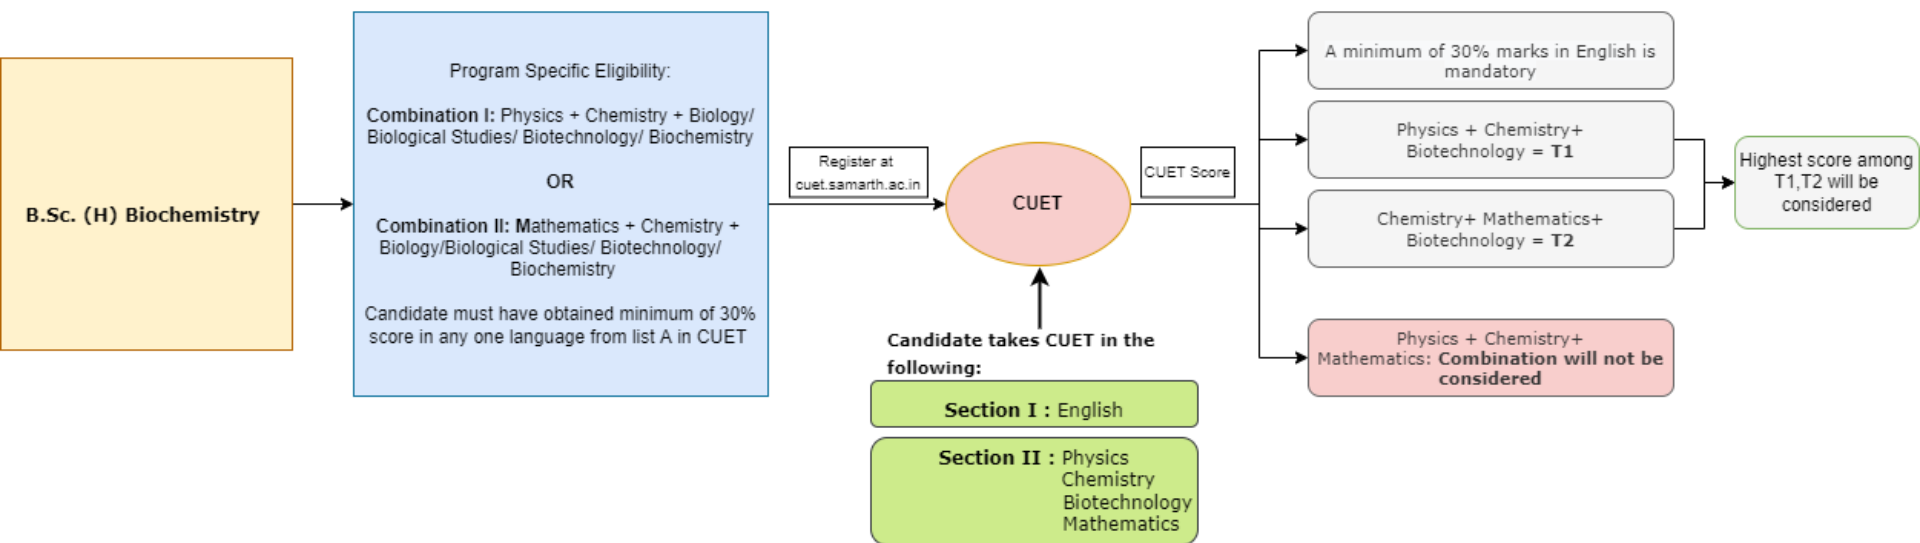 B.Sc. (H) Biochemistry
Program Specific Eligibility:
Combination I: Physics + Chemistry + Biology/
Biological Studies/ Biotechnology/ Biochemistry
OR
Combination II: Mathematics + Chemistry +
Biology/Biological Studies/ Biotechnology/
Biochemistry
Candidate must have obtained minimum of 30%
score in any one language from list A in CUET
Register at
cuet.samarth.ac.in
CUET
Candidate takes CUET in the
following:
Section I : English
Section II : Physics
Chemistry
Biotechnology
Mathematics
CUET Score
A minimum of 30% marks in English is
mandatory
Physics + Chemistry+
Biotechnology = T1
Chemistry+ Mathematics+
Biotechnology = T2
Physics + Chemistry+
Mathematics: Combination will not be
considered
Highest score among
T1,T2 will be
considered